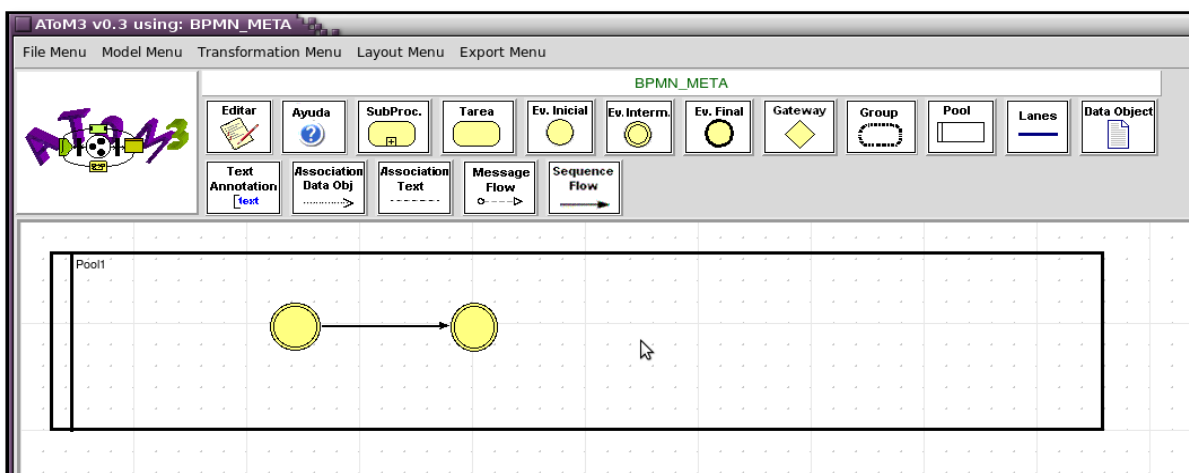 AToM3 v0.3 using: BPMN_META
File Menu Model Menu Transformation Menu Layout Menu Export Menu
BPMN_META
ATOM3
Editar
Ayuda
SubProc.
Tarea
Ev. Inicial
Ev. Interm.
Ev. Final
Gateway
Group
Pool
Lanes
Data Object
Text
Annotation
[text
Association
Data Obj
Association
Text
Message
Flow
Sequence
Flow
Pool1